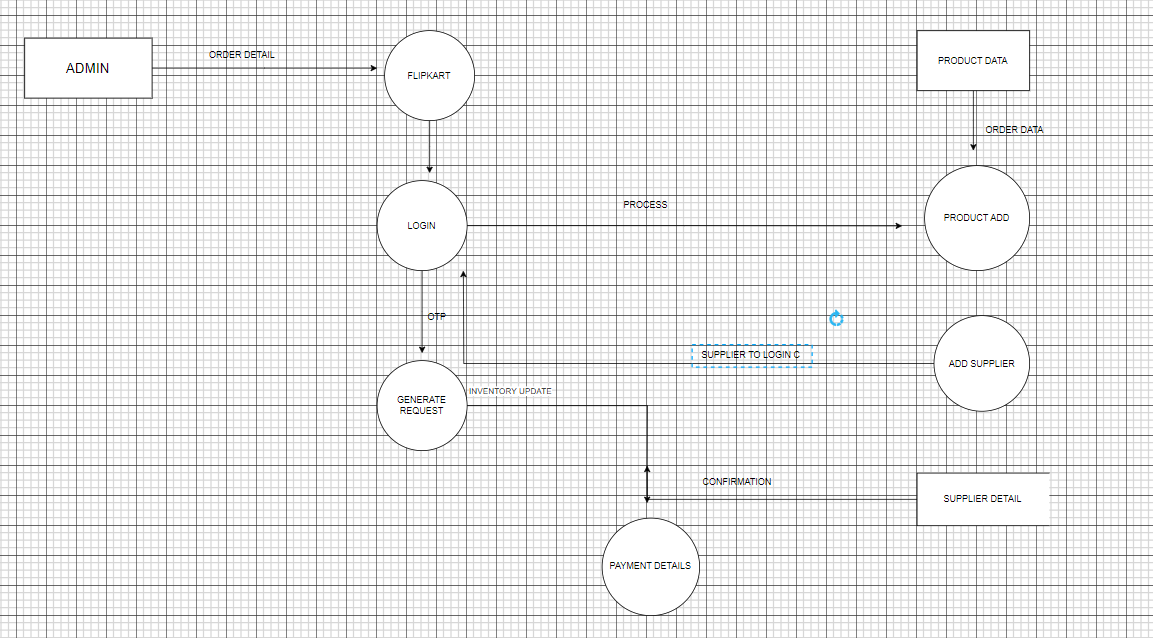 ADMIN
ORDER DETAIL
FLIPKART
PRODUCT DATA
ORDER DATA
LOGIN
PROCESS
PRODUCT ADD
OTP
SUPPLIER TO LOGIN C
ADD SUPPLIER
GENERATE
REQUEST
INVENTORY UPDATE
CONFIRMATION
SUPPLIER DETAIL
PAYMENT DETAILS